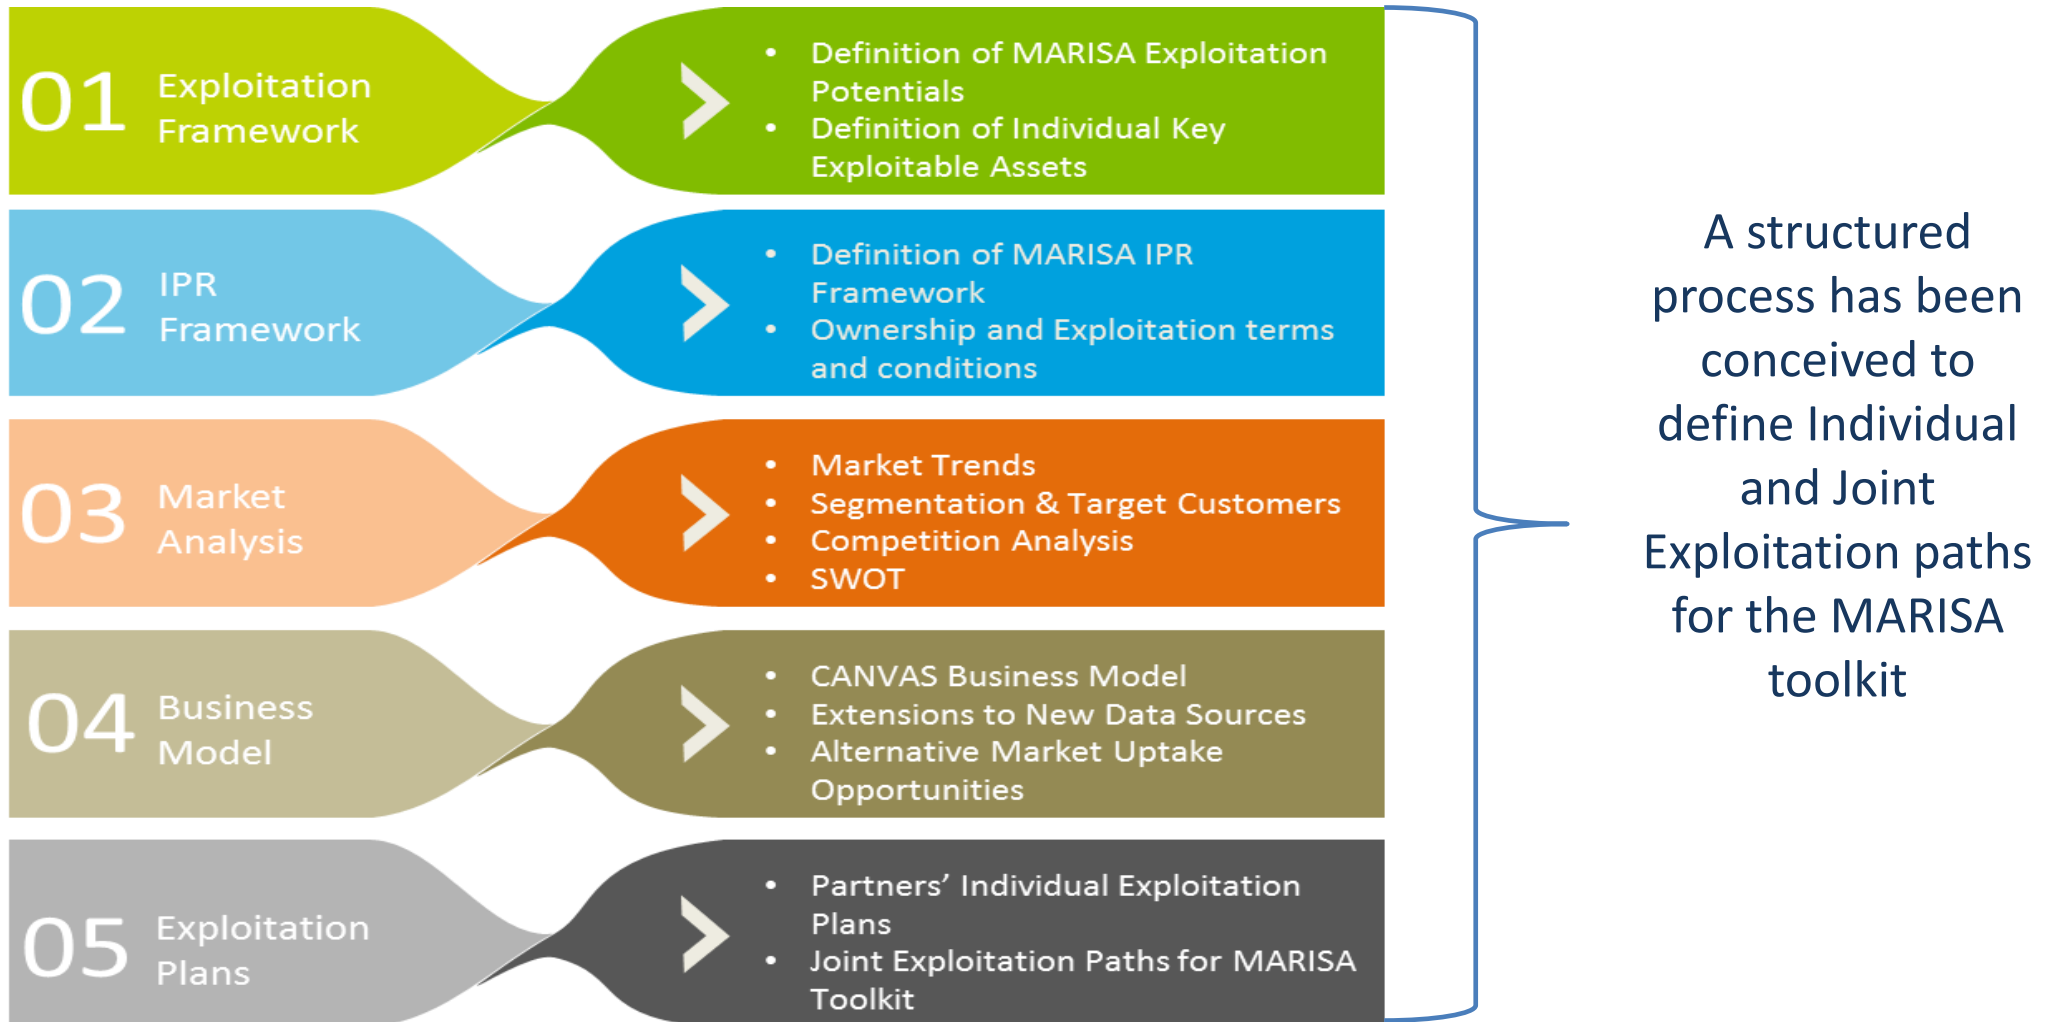 01
Exploitation
Framework
• Definition of MARISA Exploitation
Potentials
• Definition of Individual Key
Exploitable Assets
02
IPR
Framework
• Definition of MARISA IPR
Framework
• Ownership and Exploitation terms
and conditions
03
Market
Analysis
• Market Trends
• Segmentation & Target Customers
• Competition Analysis
• SWOT
04
Business
Model
• CANVAS Business Model
• Extensions to New Data Sources
• Alternative Market Uptake
Opportunities
05
Exploitation
Plans
• Partners’ Individual Exploitation
Plans
• Joint Exploitation Paths for MARISA
Toolkit
A structured
process has been
conceived to
define Individual
and Joint
Exploitation paths
for the MARISA
toolkit